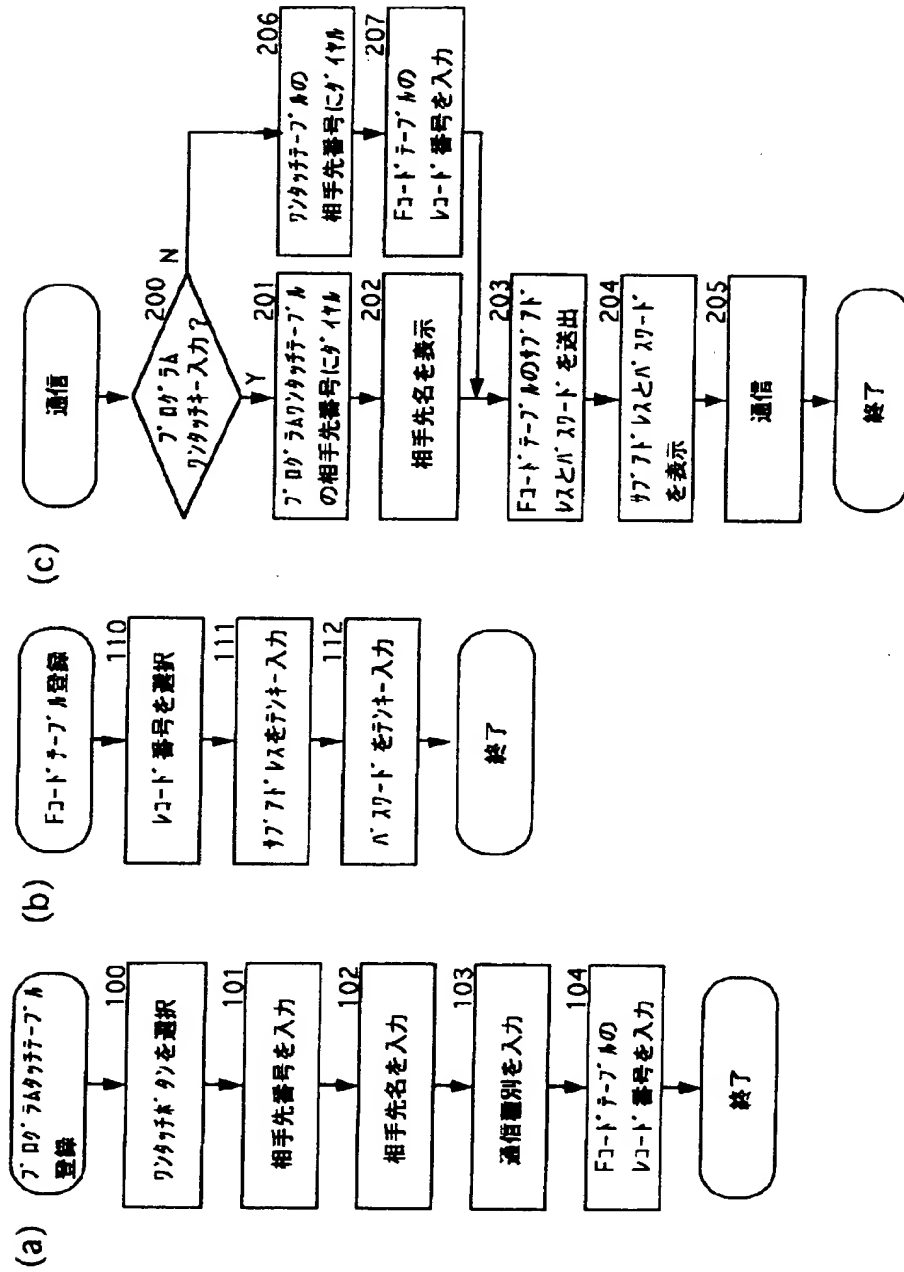 (a)
プログラムタッチテーブル
登録
100
ワンタッチボタンを選択
101
相手先番号を入力
102
相手先名を入力
103
通信種別を入力
104
Fコードテーブルの
レコード番号を入力
終了
(b)
Fコードテーブル登録
110
レコード番号を選択
111
サブアドレスをテンキー入力
112
パスワードをテンキー入力
終了
(c)
通信
200
プログラム
ワンタッチキー入力?
N
Y
201
プログラムワンタッチテーブル
の相手先番号にダイヤル
202
相手先名を表示
203
Fコードテーブルのサブアド
レスとパスワードを送出
204
サブアドレスとパスワード
を表示
205
通信
終了
206
ワンタッチテーブルの
相手先番号にダイヤル
207
Fコードテーブルの
レコード番号を入力